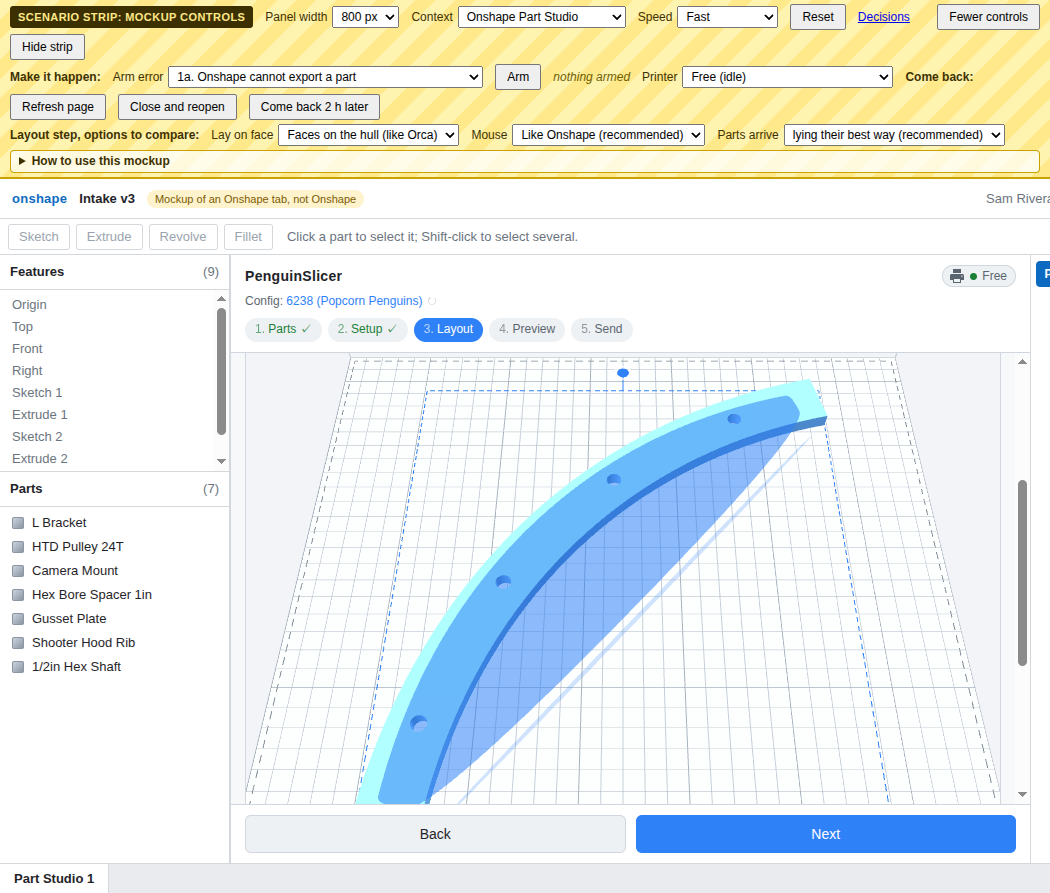 SCENARIO STRIP: MOCKUP CONTROLS Panel width 800 px Context Onshape Part Studio Speed Fast Reset Decisions Fewer controls
Hide strip
Make it happen: Arm error 1a. Onshape cannot export a part Arm nothing armed Printer Free (idle) Come back:
Refresh page Close and reopen Come back 2 h later
Layout step, options to compare: Lay on face Faces on the hull (like Orca) Mouse Like Onshape (recommended) Parts arrive lying their best way (recommended)
How to use this mockup
onshape Intake v3 Mockup of an Onshape tab, not Onshape Sam Rivera
Sketch Extrude Revolve Fillet Click a part to select it; Shift-click to select several.
Features (9)
Origin
Top
Front
Right
Sketch 1
Extrude 1
Sketch 2
Extrude 2
Parts (7)
L Bracket
HTD Pulley 24T
Camera Mount
Hex Bore Spacer 1in
Gusset Plate
Shooter Hood Rib
1/2in Hex Shaft
PenguinSlicer Free
Config: 6238 (Popcorn Penguins)
1. Parts ✓ 2. Setup ✓ 3. Layout 4. Preview 5. Send
Back Next
Part Studio 1